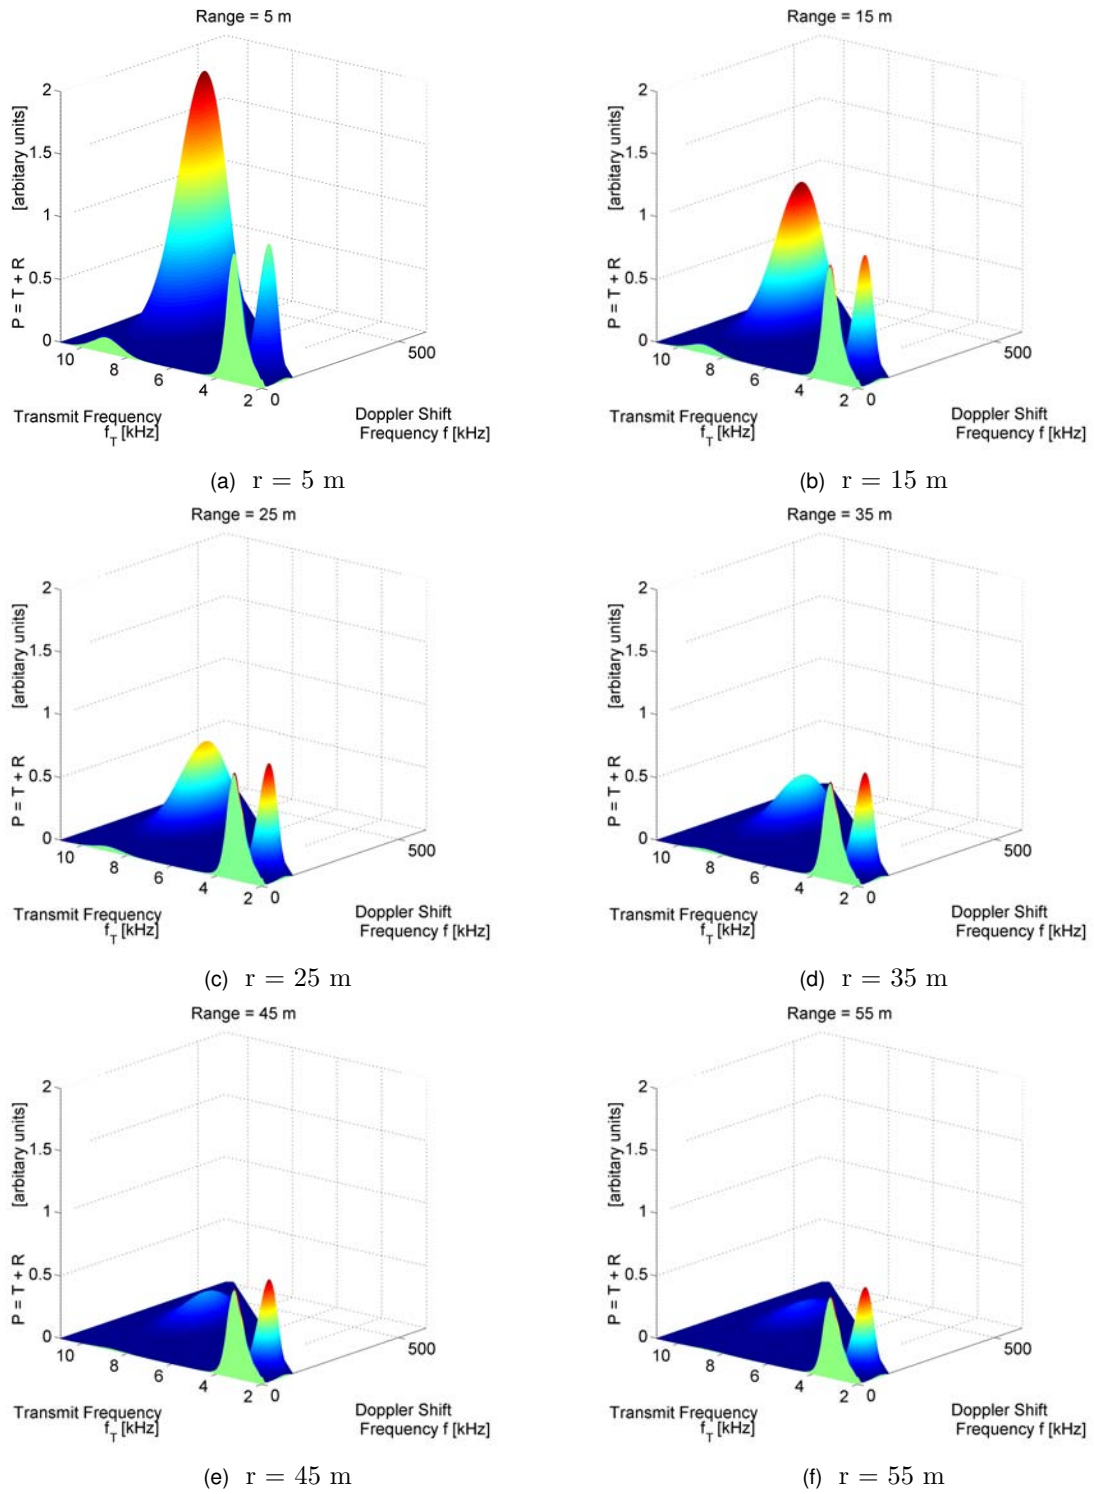 Range = 5 m
2
1.5
1
0.5
0
P = T + R [arbitary units]
10
8
6
4
2
0
500
Transmit Frequency
f_T [kHz]
Doppler Shift
Frequency f [kHz]
(a) r = 5 m
Range = 15 m
2
1.5
1
0.5
0
P = T + R [arbitary units]
10
8
6
4
2
0
500
Transmit Frequency
f_T [kHz]
Doppler Shift
Frequency f [kHz]
(b) r = 15 m
Range = 25 m
2
1.5
1
0.5
0
P = T + R [arbitary units]
10
8
6
4
2
0
500
Transmit Frequency
f_T [kHz]
Doppler Shift
Frequency f [kHz]
(c) r = 25 m
Range = 35 m
2
1.5
1
0.5
0
P = T + R [arbitary units]
10
8
6
4
2
0
500
Transmit Frequency
f_T [kHz]
Doppler Shift
Frequency f [kHz]
(d) r = 35 m
Range = 45 m
2
1.5
1
0.5
0
P = T + R [arbitary units]
10
8
6
4
2
0
500
Transmit Frequency
f_T [kHz]
Doppler Shift
Frequency f [kHz]
(e) r = 45 m
Range = 55 m
2
1.5
1
0.5
0
P = T + R [arbitary units]
10
8
6
4
2
0
500
Transmit Frequency
f_T [kHz]
Doppler Shift
Frequency f [kHz]
(f) r = 55 m